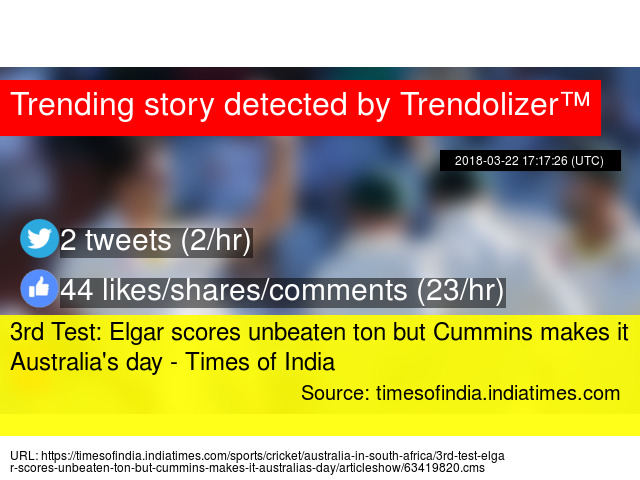 Trending story detected by Trendolizer™
2018-03-22 17:17:26 (UTC)
2 tweets (2/hr)
44 likes/shares/comments (23/hr)
3rd Test: Elgar scores unbeaten ton but Cummins makes it
Australia's day - Times of India
Source: timesofindia.indiatimes.com
URL: https://timesofindia.indiatimes.com/sports/cricket/australia-in-south-africa/3rd-test-elga
r-scores-unbeaten-ton-but-cummins-makes-it-australias-day/articleshow/63419820.cms